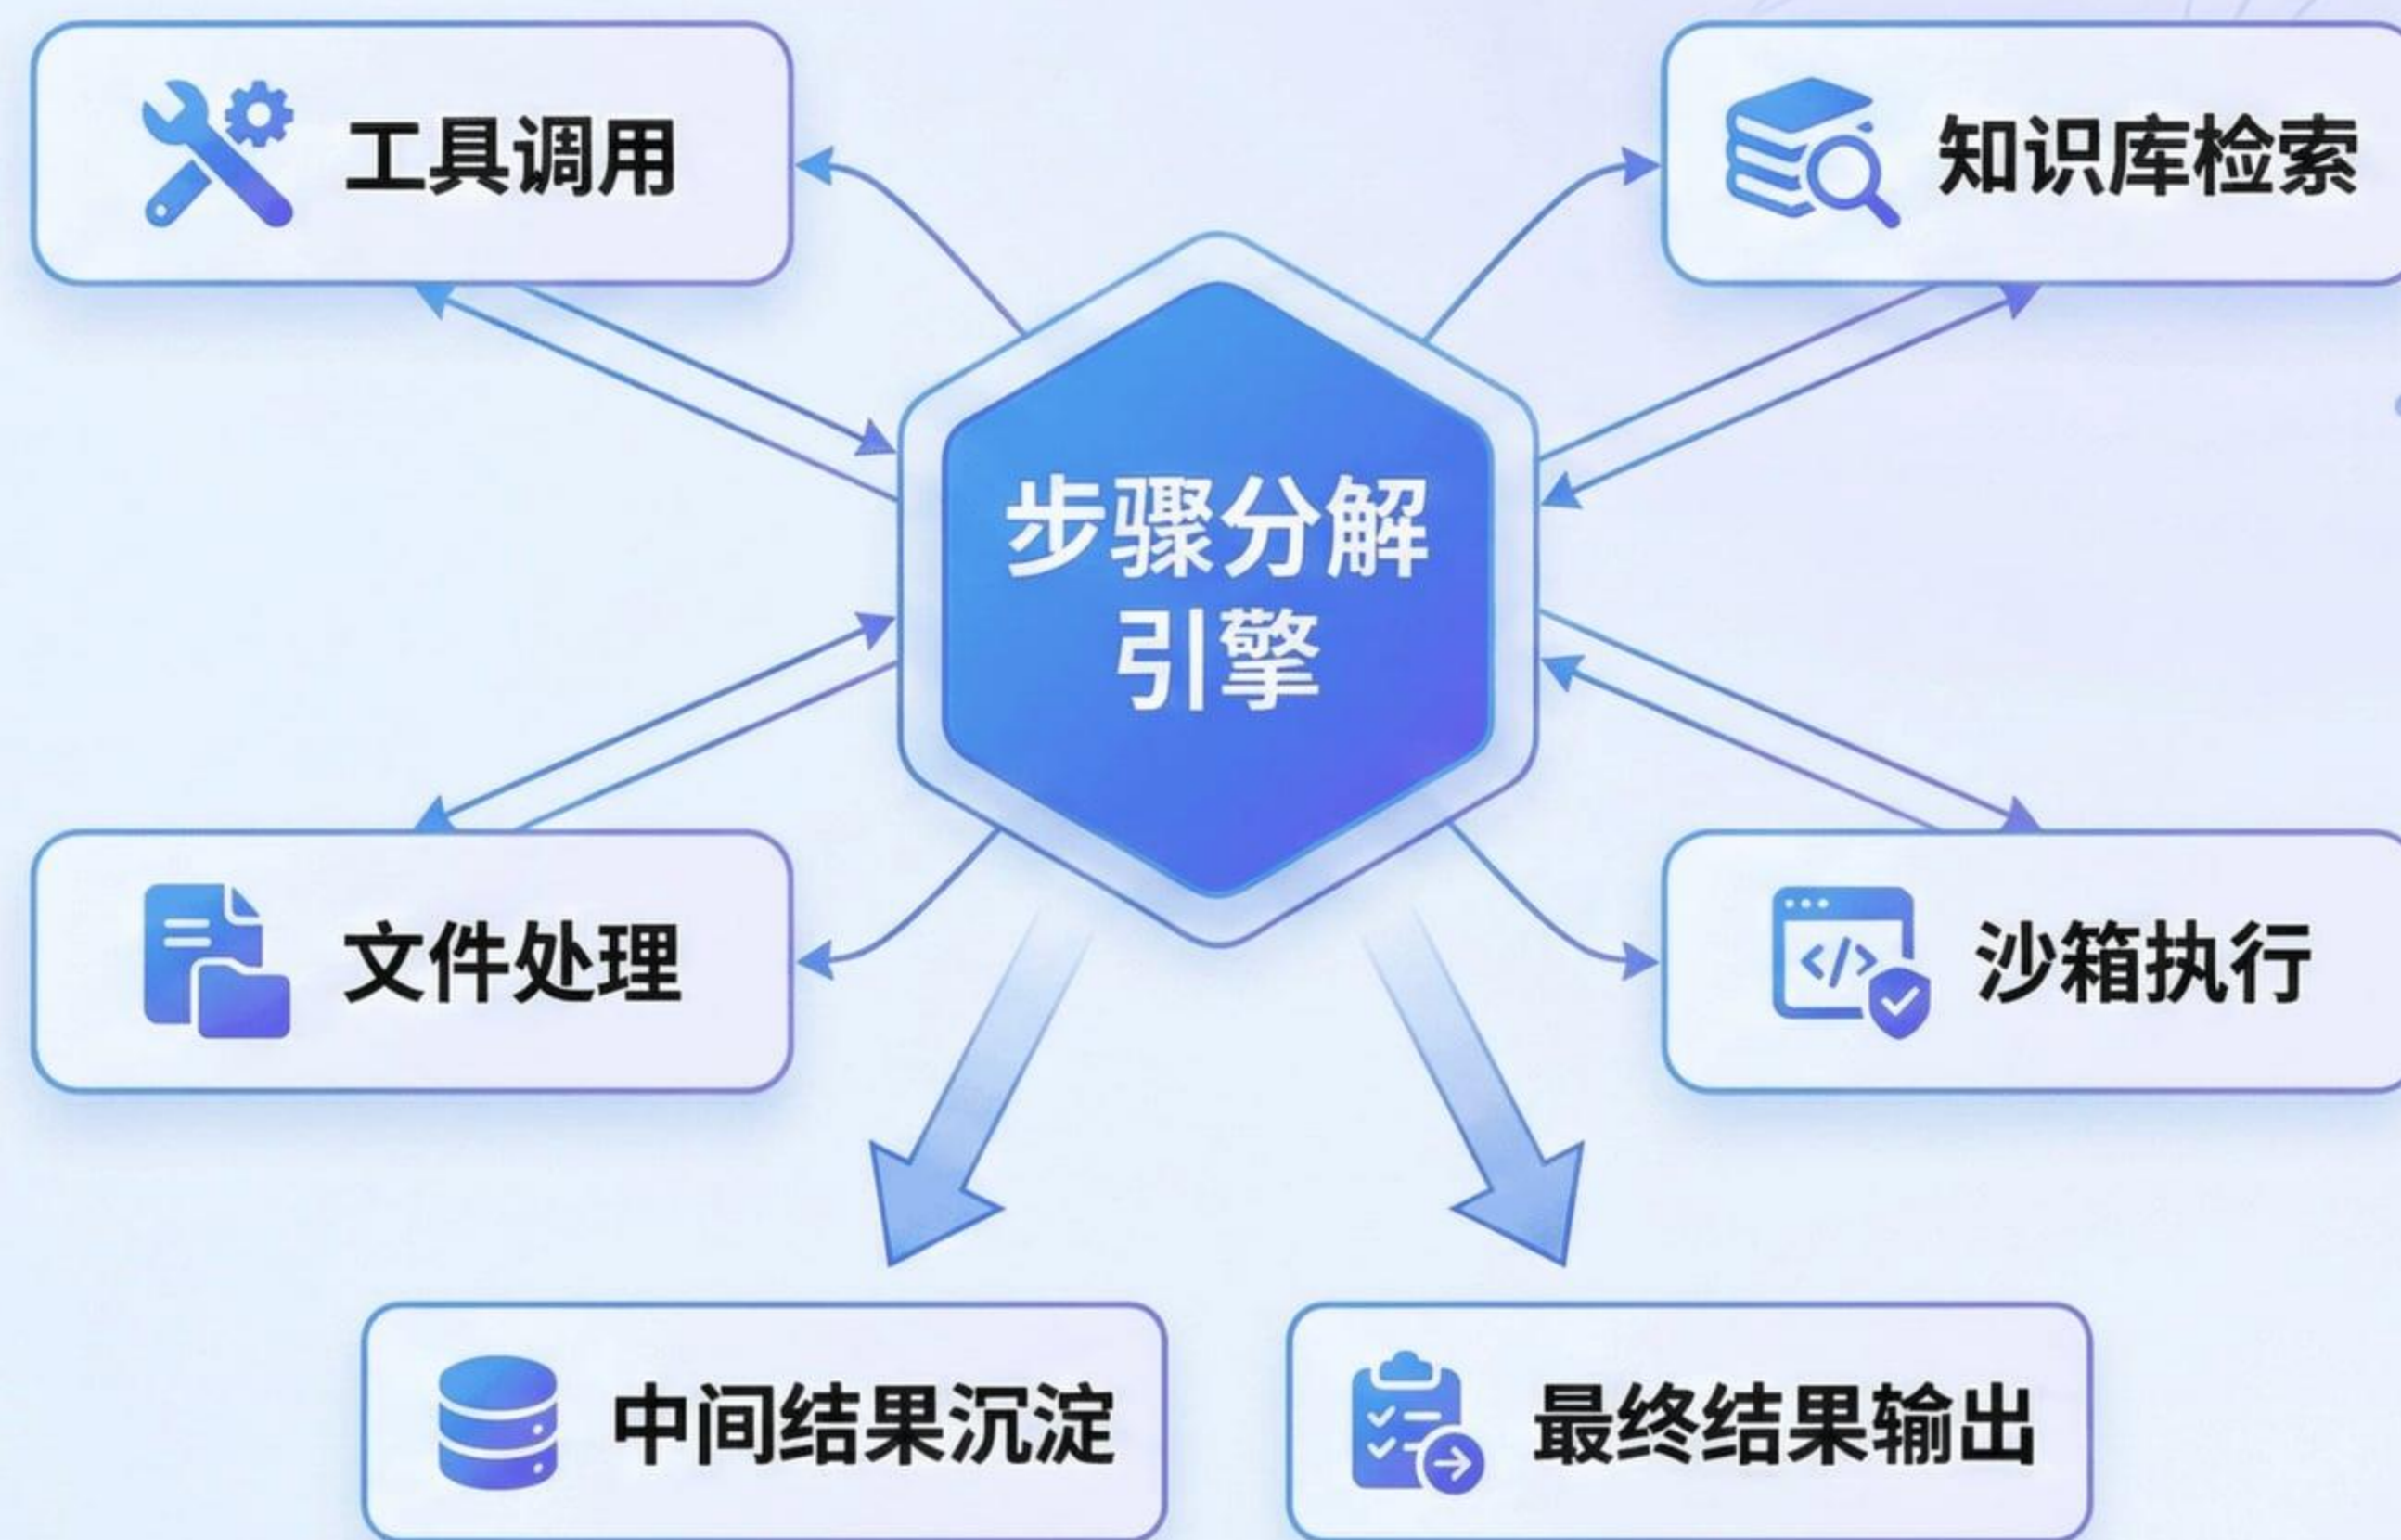 工具调用
知识库检索
步骤分解
引擎
文件处理
沙箱执行
中间结果沉淀
最终结果输出